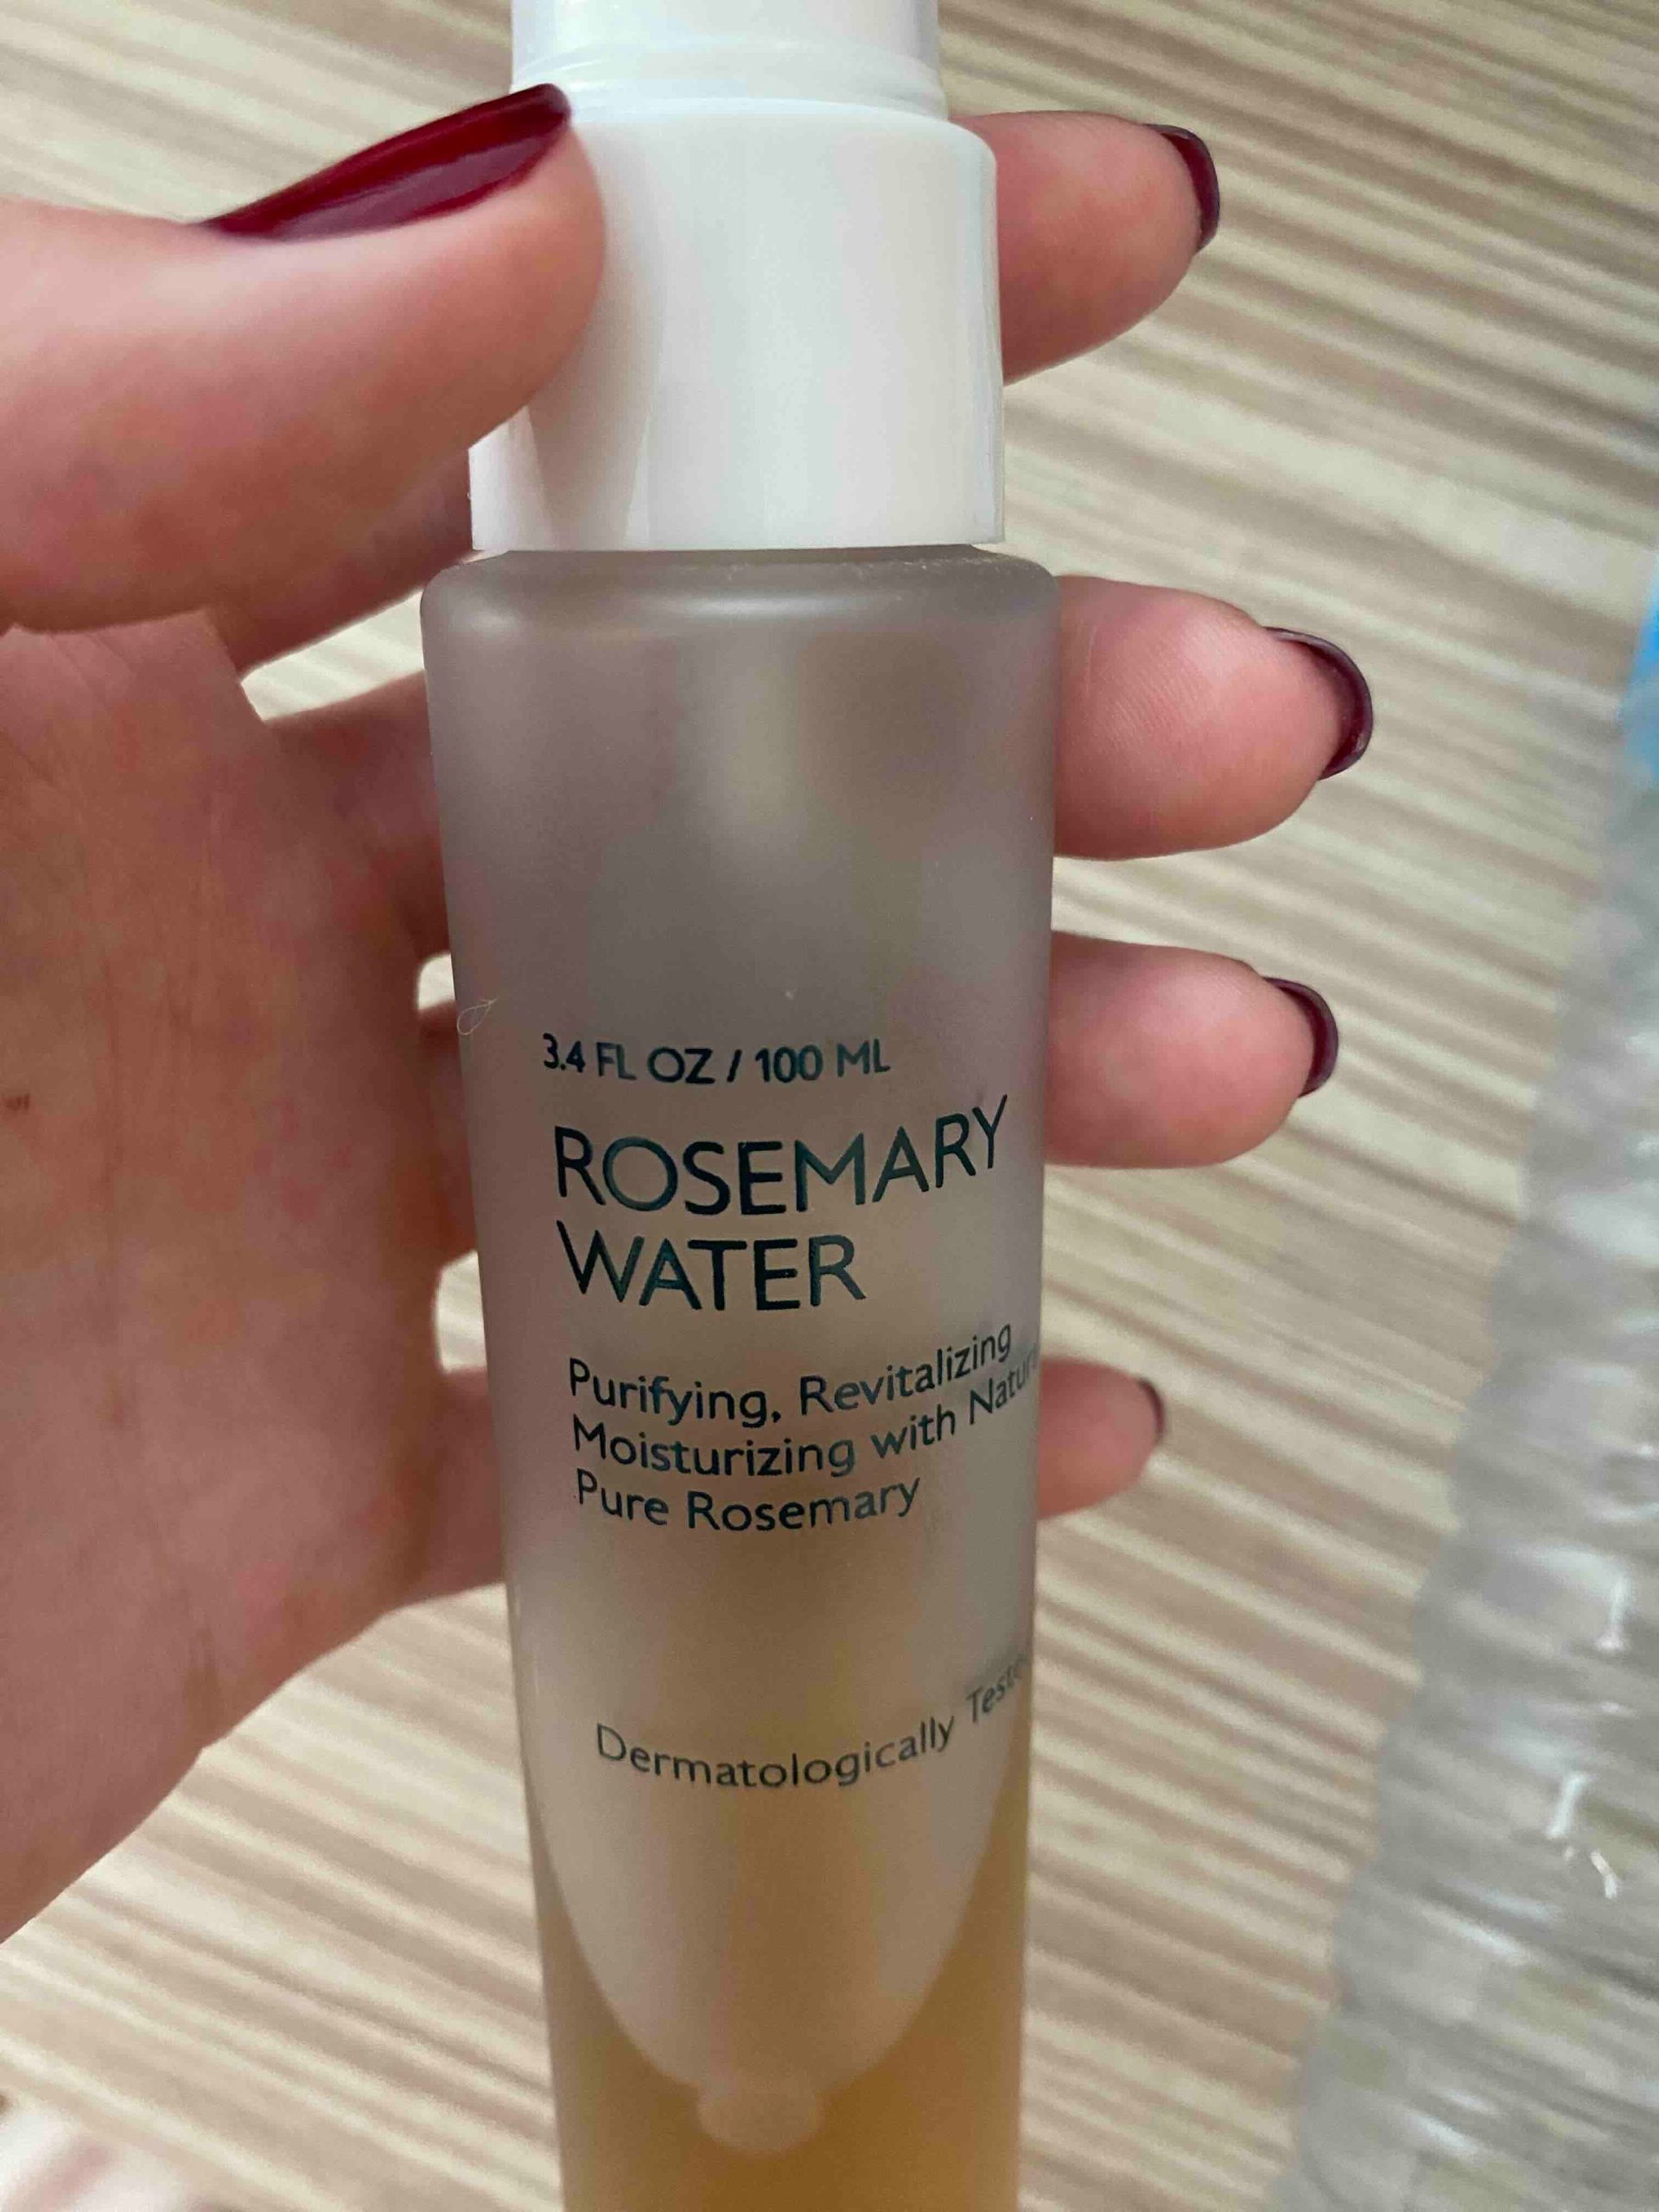 3.4 FL OZ / 100 ML
ROSEMARY
WATER
Purifying, Revitalizing
Moisturizing with
Pure Rosemary
Dermatologically